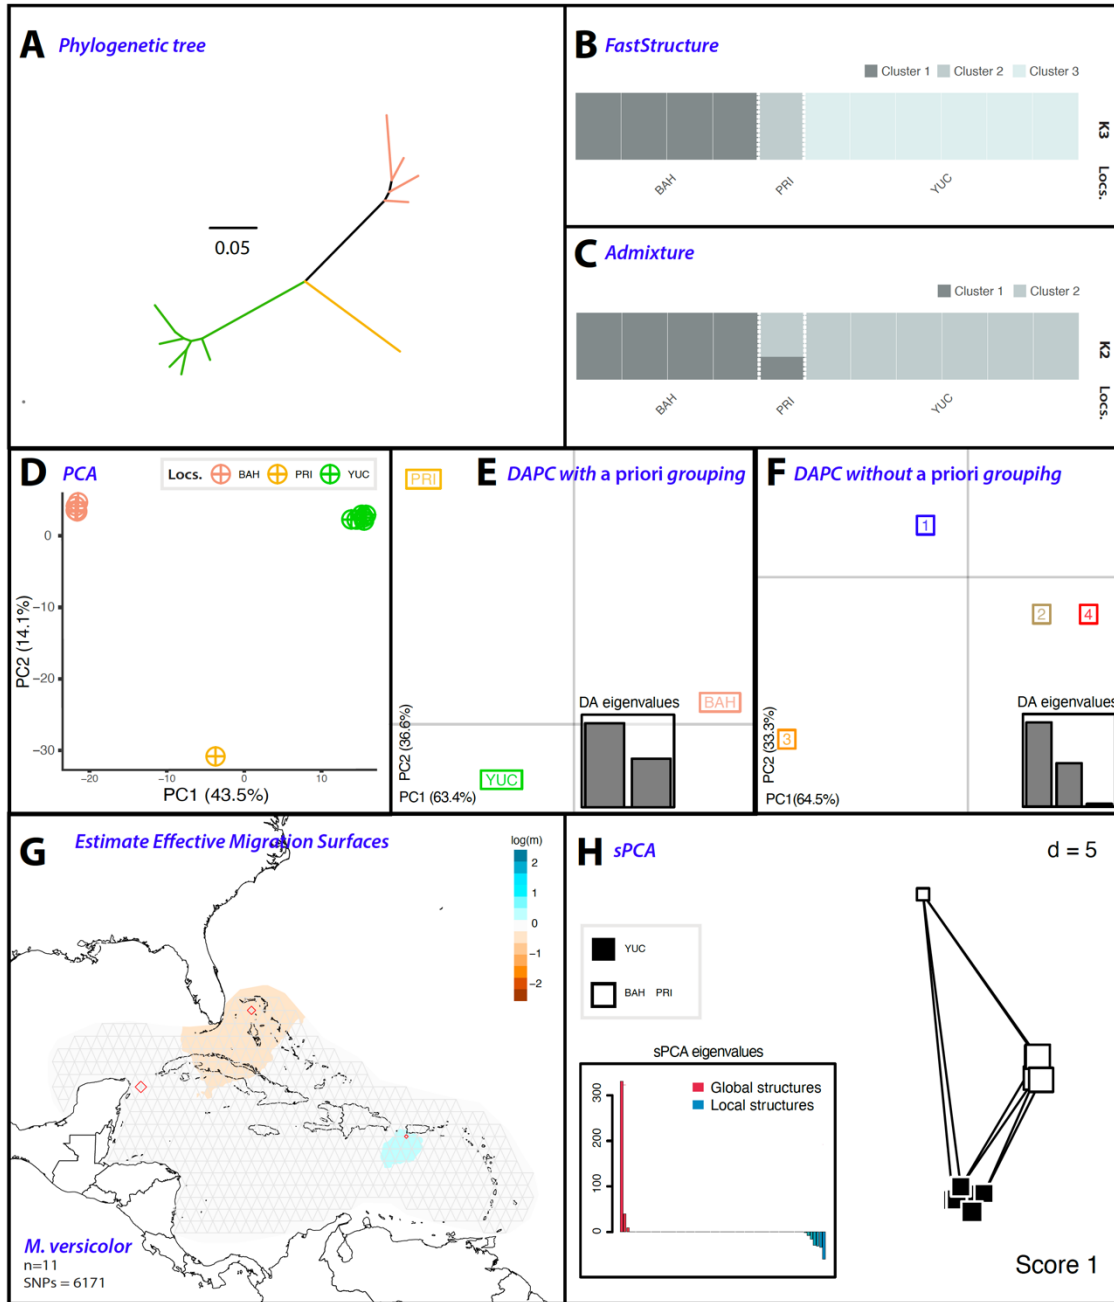 A Phylogenetic tree
0.05
B FastStructure
Cluster 1 Cluster 2 Cluster 3
BAH PRI YUC
K3
Locs.
C Admixture
Cluster 1 Cluster 2
BAH PRI YUC
K2
Locs.
D PCA
Locs. BAH PRI YUC
0
−10
−20
−30
PC2 (14.1%)
−20 −10 0 10
PC1 (43.5%)
E DAPC with a priori grouping
PRI
BAH
YUC
DA eigenvalues
PC2 (36.6%)
PC1 (63.4%)
F DAPC without a priori groupihg
1
2 4
3
DA eigenvalues
PC2 (33.3%)
PC1(64.5%)
G Estimate Effective Migration Surfaces
log(m)
2
1
0
−1
−2
M. versicolor
n=11
SNPs = 6171
H sPCA
d = 5
YUC
BAH PRI
sPCA eigenvalues
Global structures
Local structures
300
200
100
0
Score 1